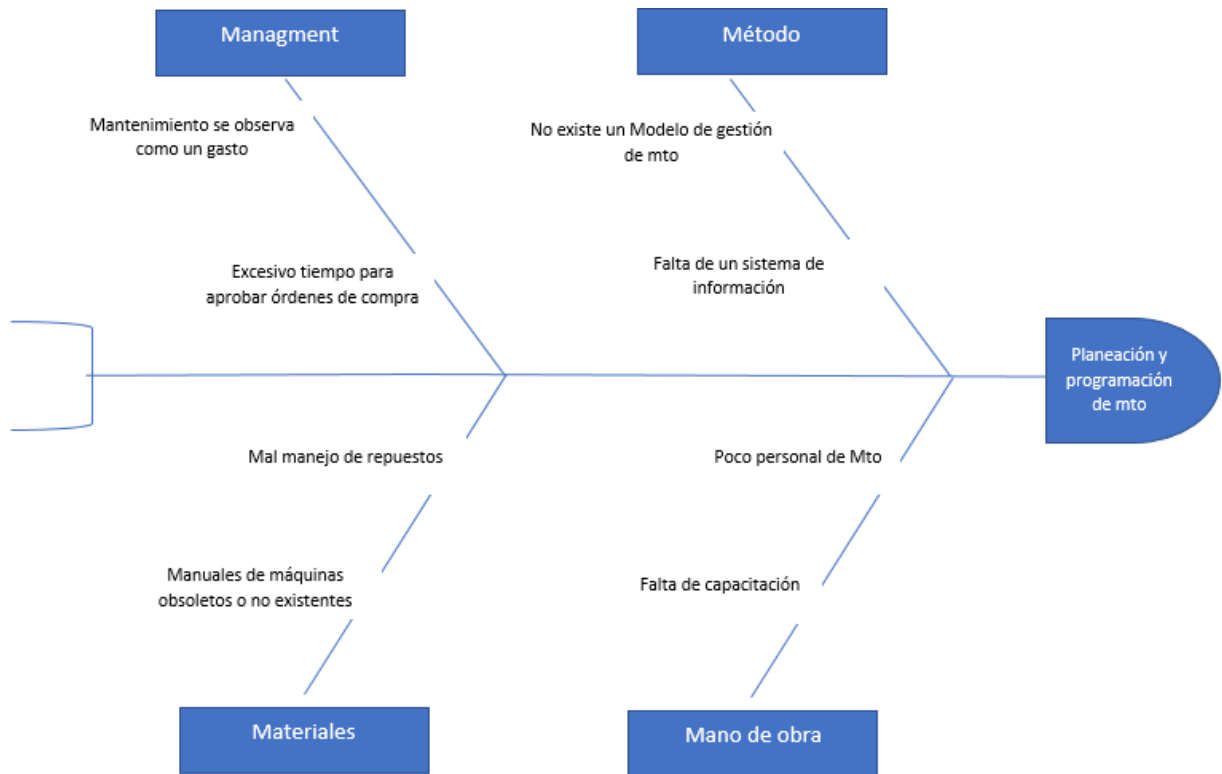 Managment
Método
Mantenimiento se observa
como un gasto
No existe un Modelo de gestión
de mto
Excesivo tiempo para
aprobar órdenes de compra
Falta de un sistema de
información
Planeación y
programación
de mto
Mal manejo de repuestos
Poco personal de Mto
Manuales de máquinas
obsoletos o no existentes
Falta de capacitación
Materiales
Mano de obra